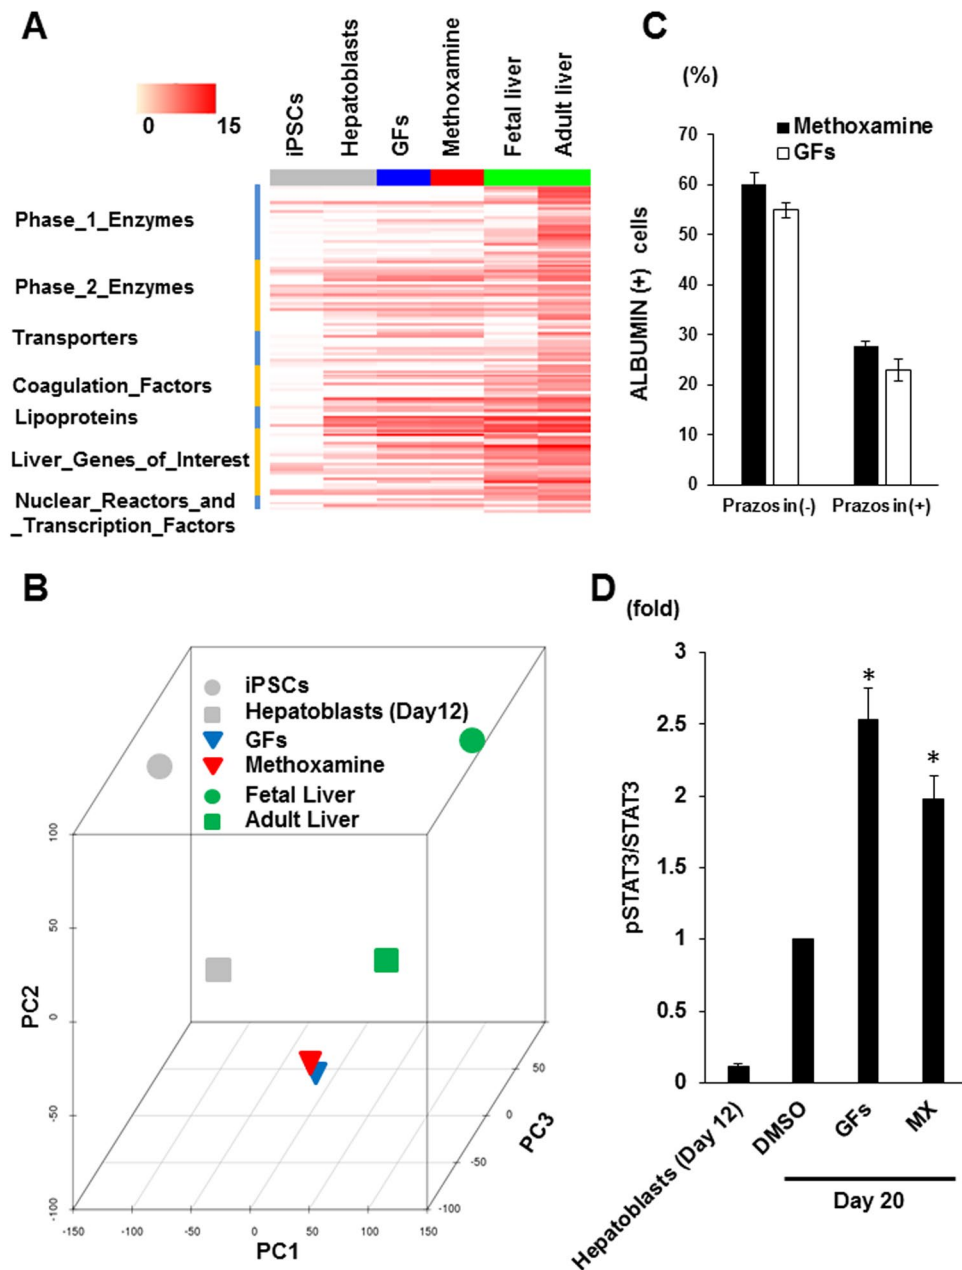 A
iPSCs
Hepatoblasts
GFs
Methoxamine
Fetal liver
Adult liver
0 15
Phase_1_Enzymes
Phase_2_Enzymes
Transporters
Coagulation_Factors
Lipoproteins
Liver_Genes_of_Interest
Nuclear_Reactors_and
_Transcription_Factors
B
iPSCs
Hepatoblasts (Day12)
GFs
Methoxamine
Fetal Liver
Adult Liver
PC2
100
50
0
-50
-100
-150 -100 -50 0 50 100 150
PC1
50
0
-50
-100
PC3
C
(%)
Methoxamine
GFs
ALBUMIN (+) cells
70
60
50
40
30
20
10
0
Prazosin(-) Prazosin(+)
D
(fold)
pSTAT3/STAT3
3
2.5
2
1.5
1
0.5
0
*
*
Hepatoblasts (Day 12)
DMSO
GFs
MX
Day 20